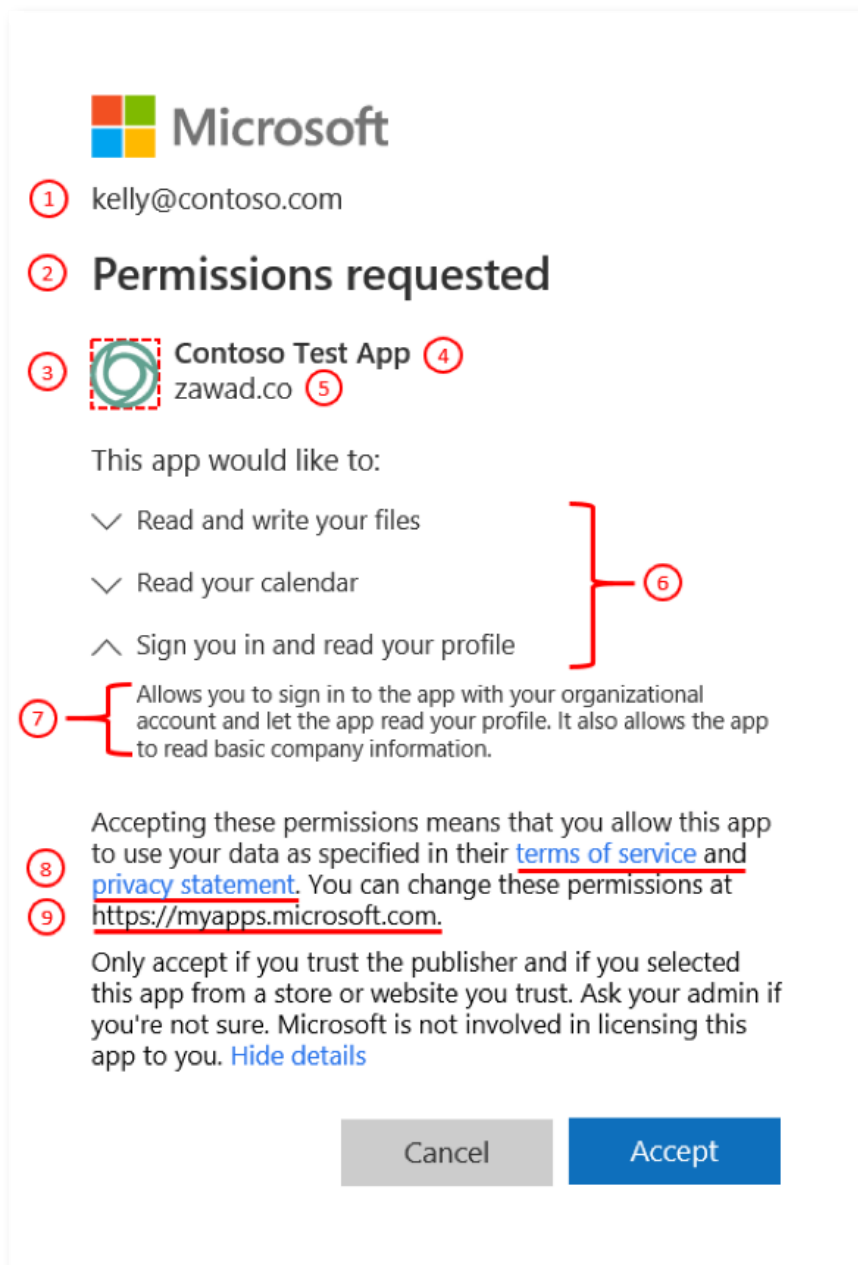 Microsoft
1 kelly@contoso.com
2 Permissions requested
3 Contoso Test App 4
zawad.co 5
This app would like to:
Read and write your files
Read your calendar 6
Sign you in and read your profile
Allows you to sign in to the app with your organizational
7 account and let the app read your profile. It also allows the app
to read basic company information.
Accepting these permissions means that you allow this app
8 to use your data as specified in their terms of service and
privacy statement. You can change these permissions at
9 https://myapps.microsoft.com.
Only accept if you trust the publisher and if you selected
this app from a store or website you trust. Ask your admin if
you're not sure. Microsoft is not involved in licensing this
app to you. Hide details
Cancel Accept